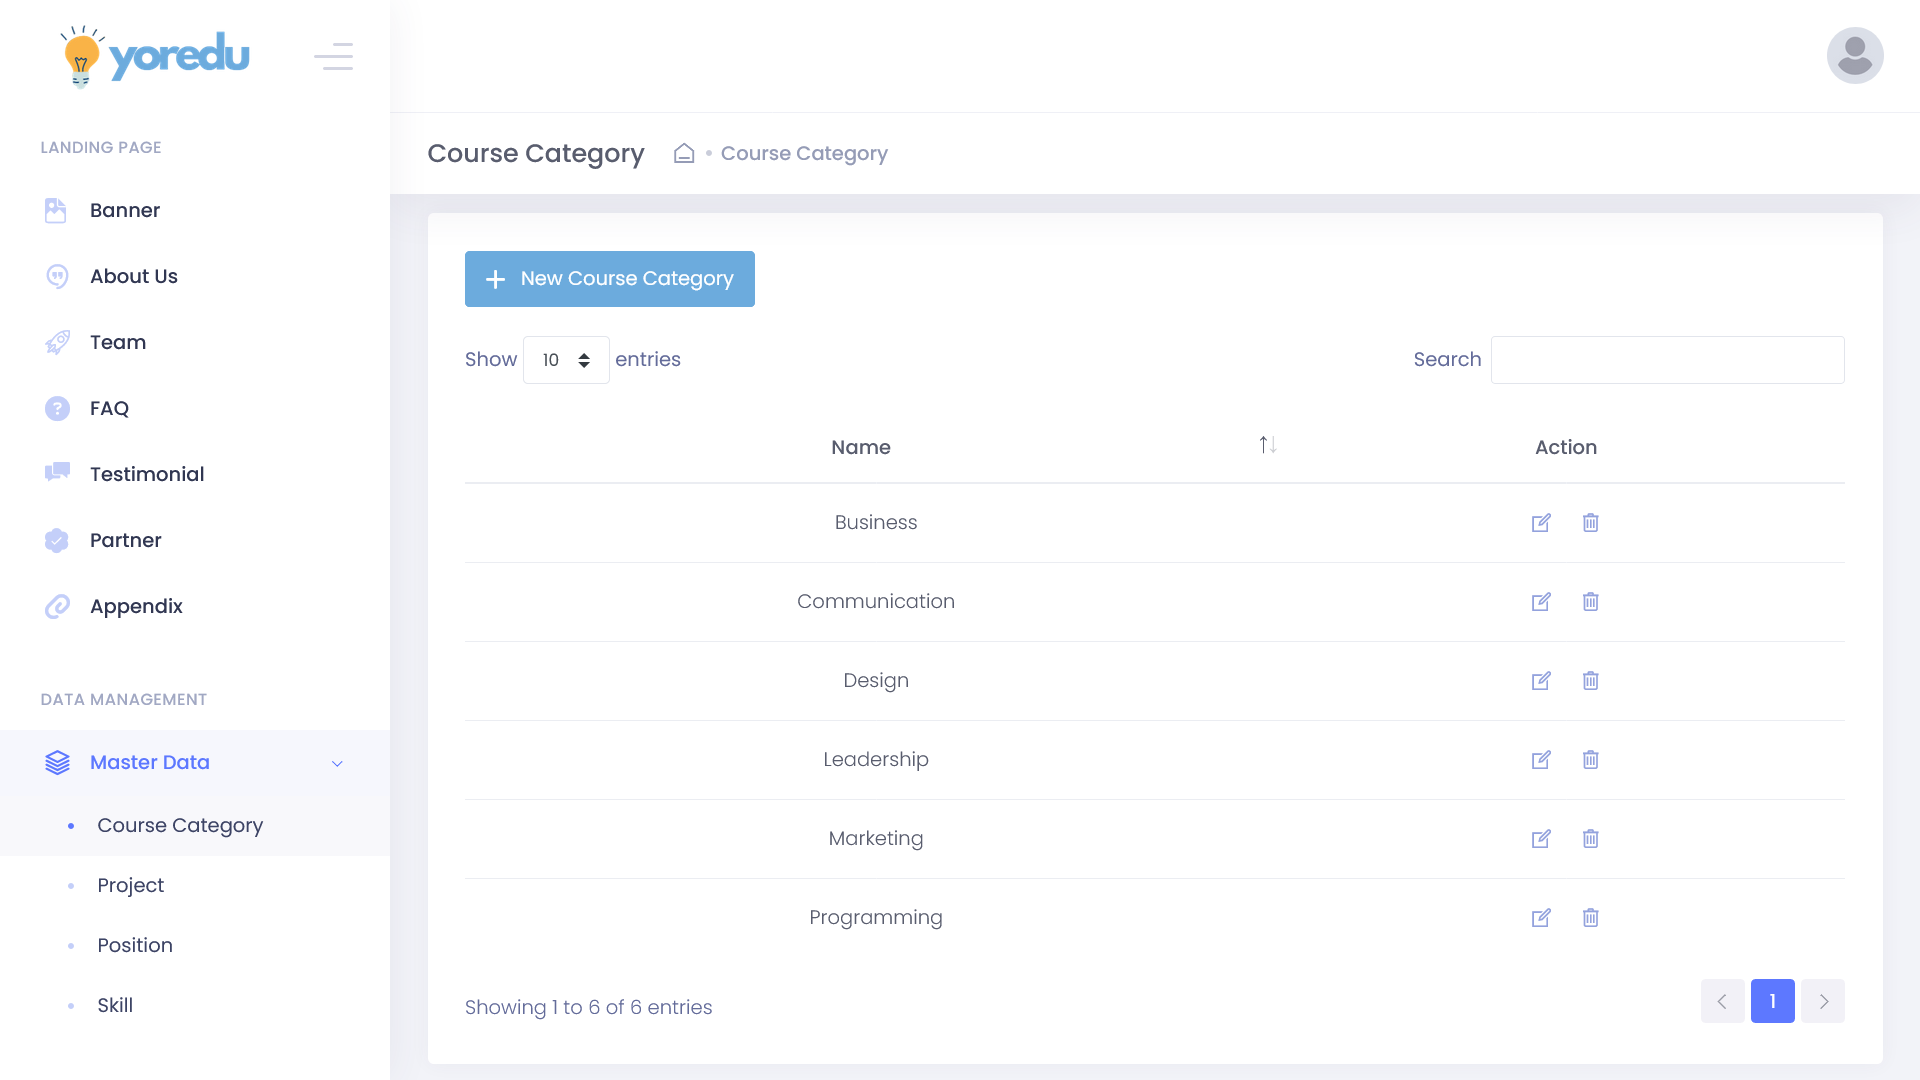 yoredu
LANDING PAGE
Banner
About Us
Team
FAQ
Testimonial
Partner
Appendix
DATA MANAGEMENT
Master Data
Course Category
Project
Position
Skill
Course Category
Course Category
New Course Category
Show 10 entries
Search
Name Action
Business
Communication
Design
Leadership
Marketing
Programming
Showing 1 to 6 of 6 entries
1